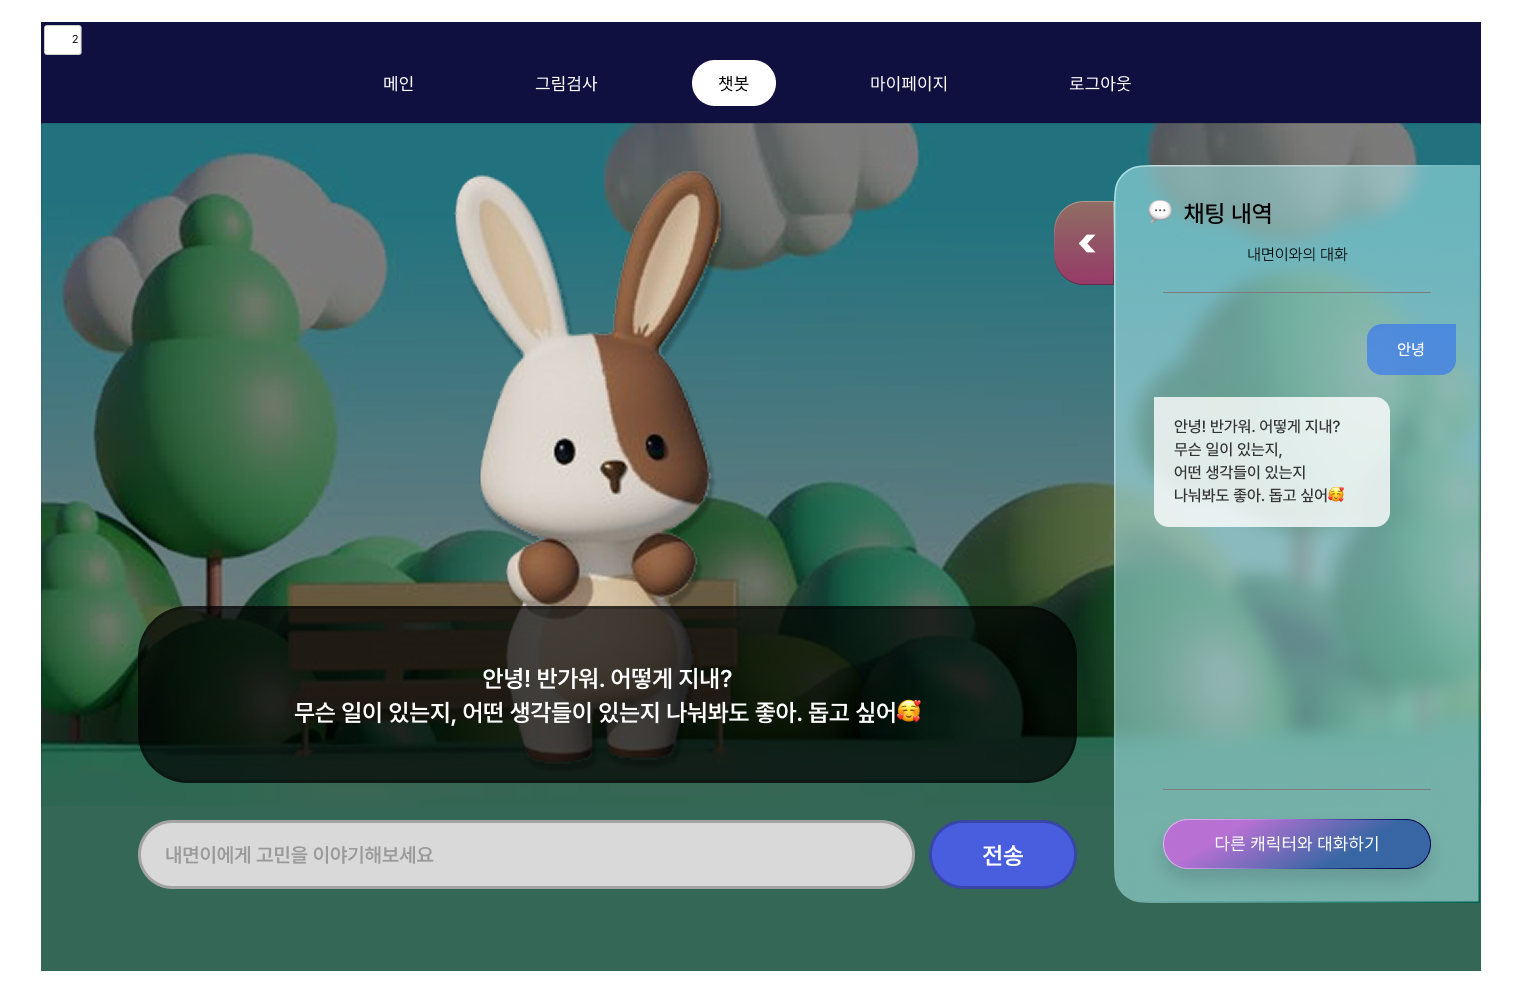 2
메인
그림검사
챗봇
마이페이지
로그아웃
💬 채팅 내역
내면이와의 대화
안녕
안녕! 반가워. 어떻게 지내?
무슨 일이 있는지,
어떤 생각들이 있는지
나눠봐도 좋아. 돕고 싶어🥰
안녕! 반가워. 어떻게 지내?
무슨 일이 있는지, 어떤 생각들이 있는지 나눠봐도 좋아. 돕고 싶어🥰
내면이에게 고민을 이야기해보세요
전송
다른 캐릭터와 대화하기